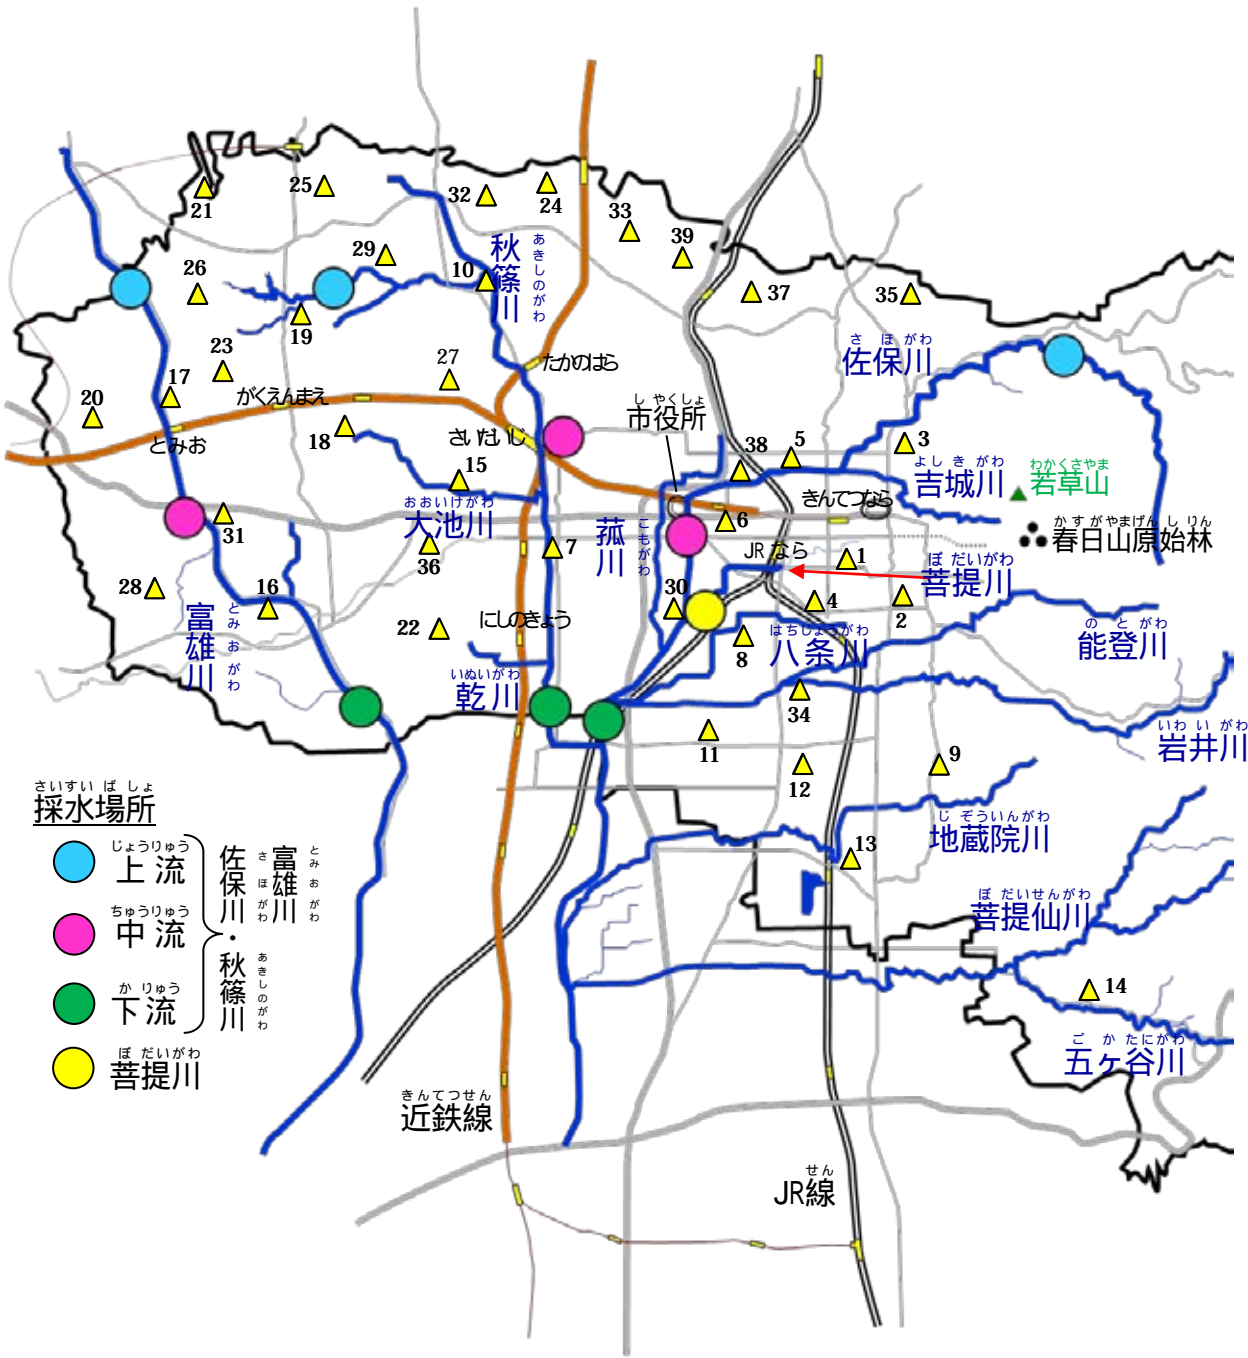 21
25
32
24
33
39
37
35
29
26
10
19
あきしのがわ
秋篠川
さほがわ
佐保川
23
27
たかのはら
17
20
がくえんまえ
しやくしょ
市役所
とみお
18
さいだいじ
15
38
5
3
よしきがわ
吉城川
わかくさやま
若草山
おおいけがわ
大池川
きんてつなら
31
36
7
こもがわ
菰川
6
JRなら
1
かすがやまげんしりん
春日山原始林
ぼだいがわ
菩提川
28
16
とみおがわ
富雄川
22
にしのきょう
30
4
2
8
はちじょうがわ
八条川
のとがわ
能登川
いぬいがわ
乾川
34
11
12
9
いわいがわ
岩井川
じぞういんがわ
地蔵院川
13
ぼだいせんがわ
菩提仙川
14
ごかたにがわ
五ヶ谷川
さいすいばしょ
採水場所
じょうりゅう
上流
ちゅうりゅう
中流
かりゅう
下流
とみおがわ
富雄川
さほがわ
佐保川・
あきしのがわ
秋篠川
ぼだいがわ
菩提川
きんてつせん
近鉄線
せん
JR線